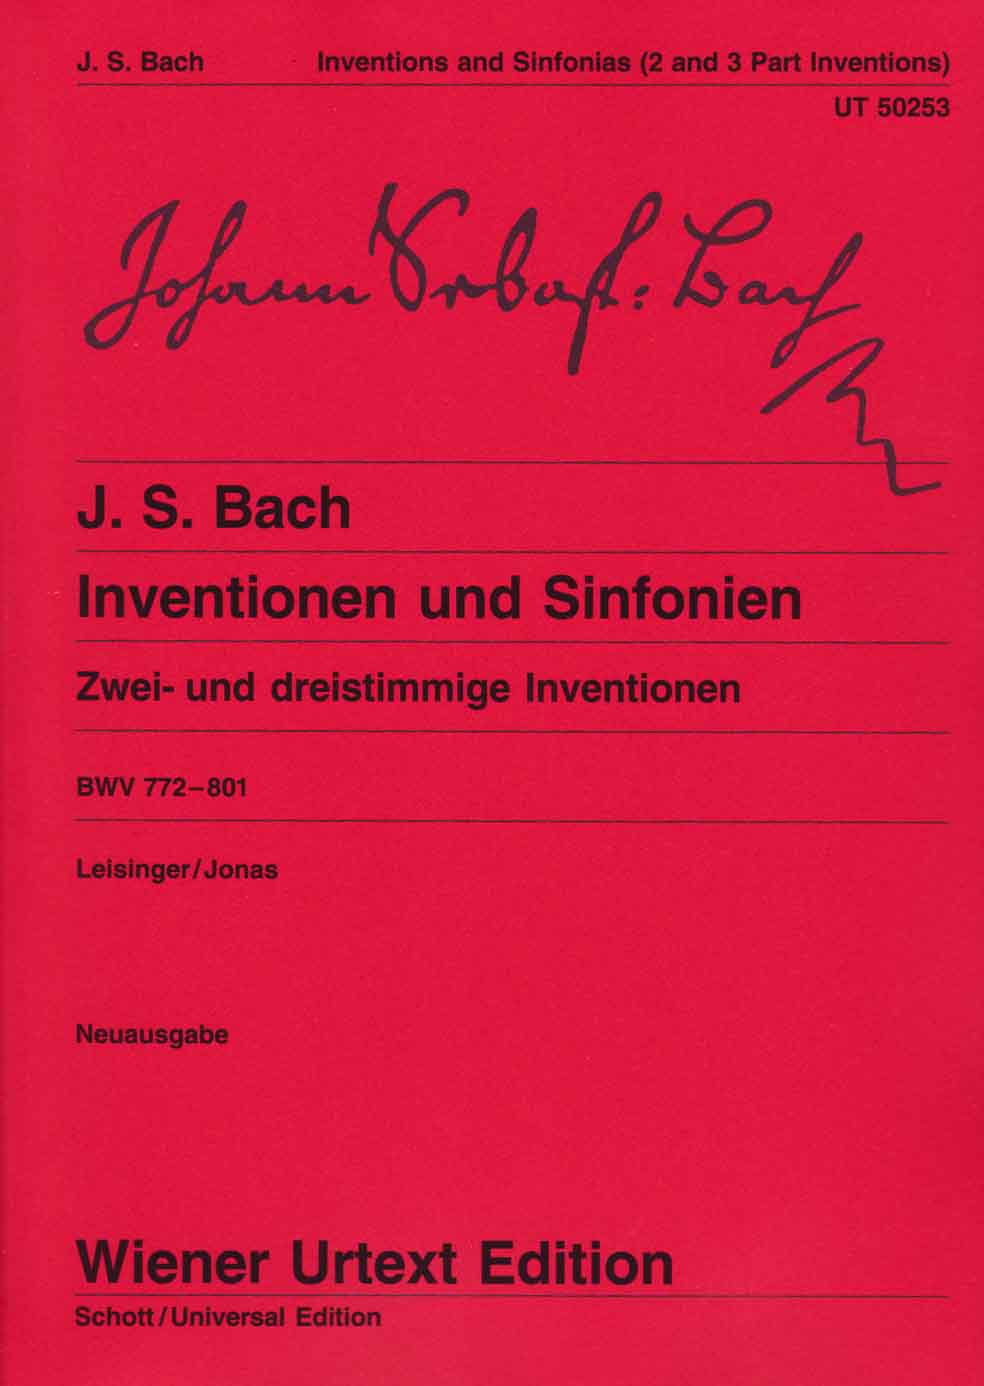 J. S. Bach Inventions and Sinfonias (2 and 3 Part Inventions)
UT 50253
Johann Sebast: Bach
J. S. Bach
Inventionen und Sinfonien
Zwei- und dreistimmige Inventionen
BWV 772–801
Leisinger/Jonas
Neuausgabe
Wiener Urtext Edition
Schott/Universal Edition